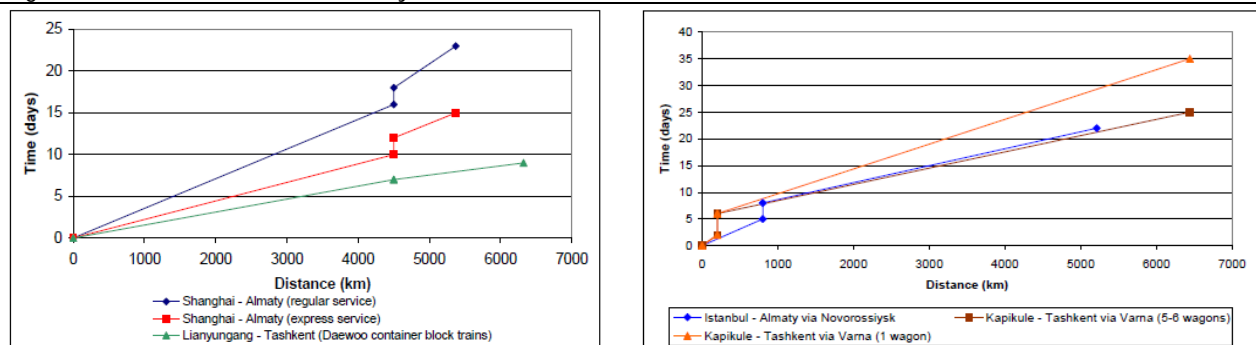 25
20
15
10
5
0
Time (days)
0 1000 2000 3000 4000 5000 6000 7000
Distance (km)
Shanghai - Almaty (regular service)
Shanghai - Almaty (express service)
Lianyungang - Tashkent (Daewoo container block trains)
40
35
30
25
20
15
10
5
0
Time (days)
0 1000 2000 3000 4000 5000 6000 7000
Distance (km)
Istanbul - Almaty via Novorossiysk
Kapikule - Tashkent via Varna (5-6 wagons)
Kapikule - Tashkent via Varna (1 wagon)